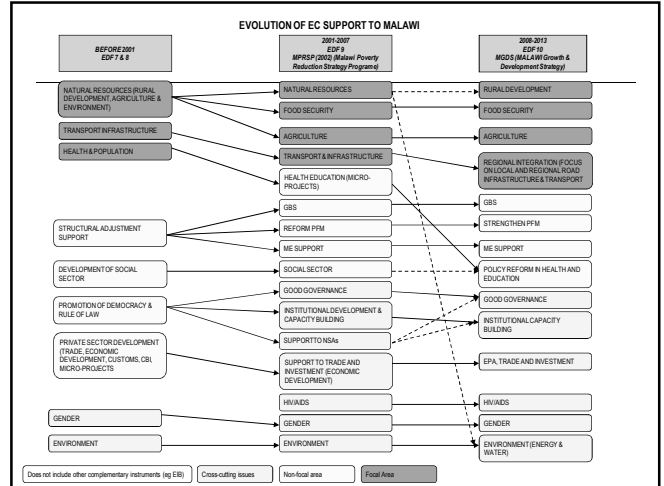 EVOLUTION OF EC SUPPORT TO MALAWI
BEFORE 2001
EDF 7 & 8
2001-2007
EDF 9
MPRSP (2002) (Malawi Poverty
Reduction Strategy Programe)
2008-2013
EDF 10
MGDS (MALAWI Growth &
Development Strategy)
NATURAL RESOURCES (RURAL
DEVELOPMENT, AGRICULTURE &
ENVIRONMENT)
TRANSPORT INFRASTRUCTURE
HEALTH & POPULATION
STRUCTURAL ADJUSTMENT
SUPPORT
DEVELOPMENT OF SOCIAL
SECTOR
PROMOTION OF DEMOCRACY &
RULE OF LAW
PRIVATE SECTOR DEVELOPMENT
(TRADE, ECONOMIC
DEVELOPMENT, CUSTOMS, CBI,
MICRO-PROJECTS
GENDER
ENVIRONMENT
NATURAL RESOURCES
FOOD SECURITY
AGRICULTURE
TRANSPORT & INFRASTRUCTURE
HEALTH EDUCATION (MICRO-
PROJECTS)
GBS
REFORM PFM
ME SUPPORT
SOCIAL SECTOR
GOOD GOVERNANCE
INSTITUTIONAL DEVELOPMENT &
CAPACITY BUILDING
SUPPORT TO NSAs
SUPPORT TO TRADE AND
INVESTMENT (ECONOMIC
DEVELOPMENT)
HIV/AIDS
GENDER
ENVIRONMENT
RURAL DEVELOPMENT
FOOD SECURITY
AGRICULTURE
REGIONAL INTEGRATION (FOCUS
ON LOCAL AND REGIONAL ROAD
INFRASTRUCTURE & TRANSPORT
GBS
STRENGTHEN PFM
ME SUPPORT
POLICY REFORM IN HEALTH AND
EDUCATION
GOOD GOVERNANCE
INSTITUTIONAL CAPACITY
BUILDING
EPA, TRADE AND INVESTMENT
HIV/AIDS
GENDER
ENVIRONMENT (ENERGY &
WATER)
Does not include other complementary instruments (eg EIB)
Cross-cutting issues
Non-focal area
Focal Area